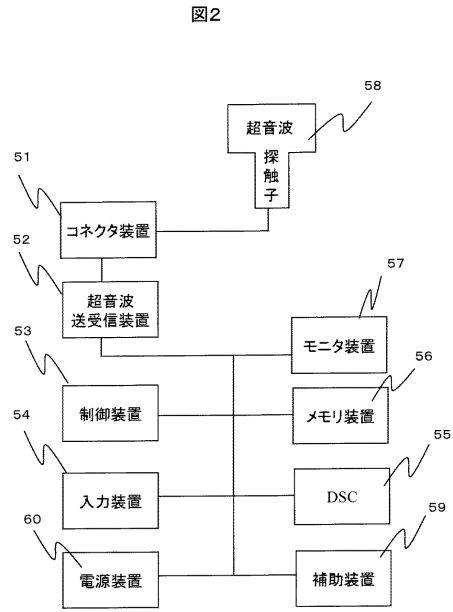 図2
58
超音波
探
触
子
51
コネクタ装置
52
超音波
送受信装置
57
モニタ装置
53
制御装置
56
メモリ装置
54
入力装置
55
DSC
60
電源装置
59
補助装置